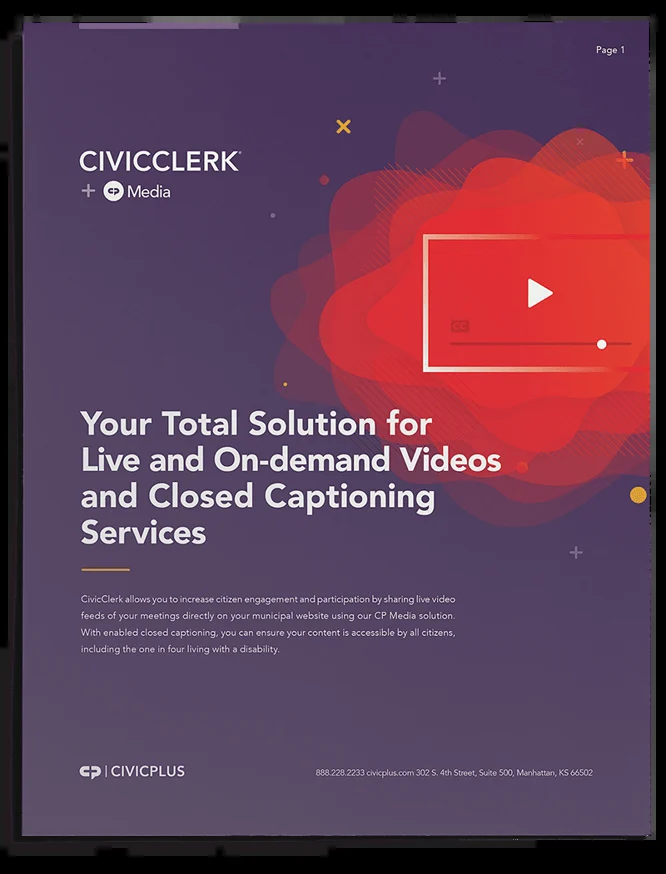 Page 1
CIVICCLERK
+ CP Media
CC
Your Total Solution for
Live and On-demand Videos
and Closed Captioning
Services
CivicClerk allows you to increase citizen engagement and participation by sharing live video
feeds of your meetings directly on your municipal website using our CP Media solution.
With enabled closed captioning, you can ensure your content is accessible by all citizens,
including the one in four living with a disability.
CP | CIVICPLUS
888.228.2233 civicplus.com 302 S. 4th Street, Suite 500, Manhattan, KS 66502